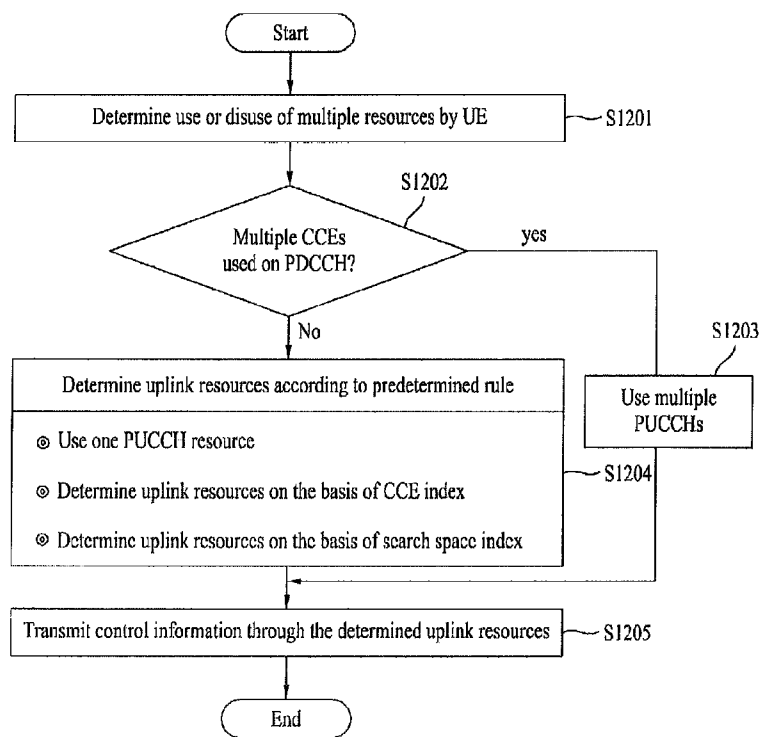 Start
Determine use or disuse of multiple resources by UE
S1201
S1202
Multiple CCEs
used on PDCCH?
yes
No
S1203
Use multiple
PUCCHs
Determine uplink resources according to predetermined rule
◎ Use one PUCCH resource
◎ Determine uplink resources on the basis of CCE index
◎ Determine uplink resources on the basis of search space index
S1204
Transmit control information through the determined uplink resources
S1205
End